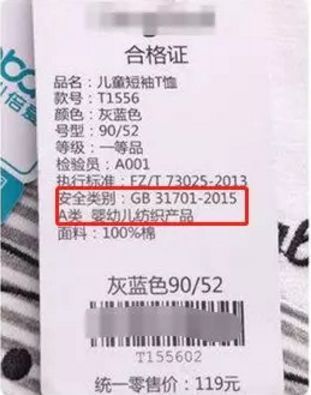 合格证
品名：儿童短袖T恤
款号：T1556
颜色：灰蓝色
号型：90/52
等级：一等品
检验员：A001
执行标准：FZ/T 73025-2013
安全类别：GB 31701-2015
A类 婴幼儿纺织产品
面料：100%棉
灰蓝色90/52
T155602
统一零售价：119元